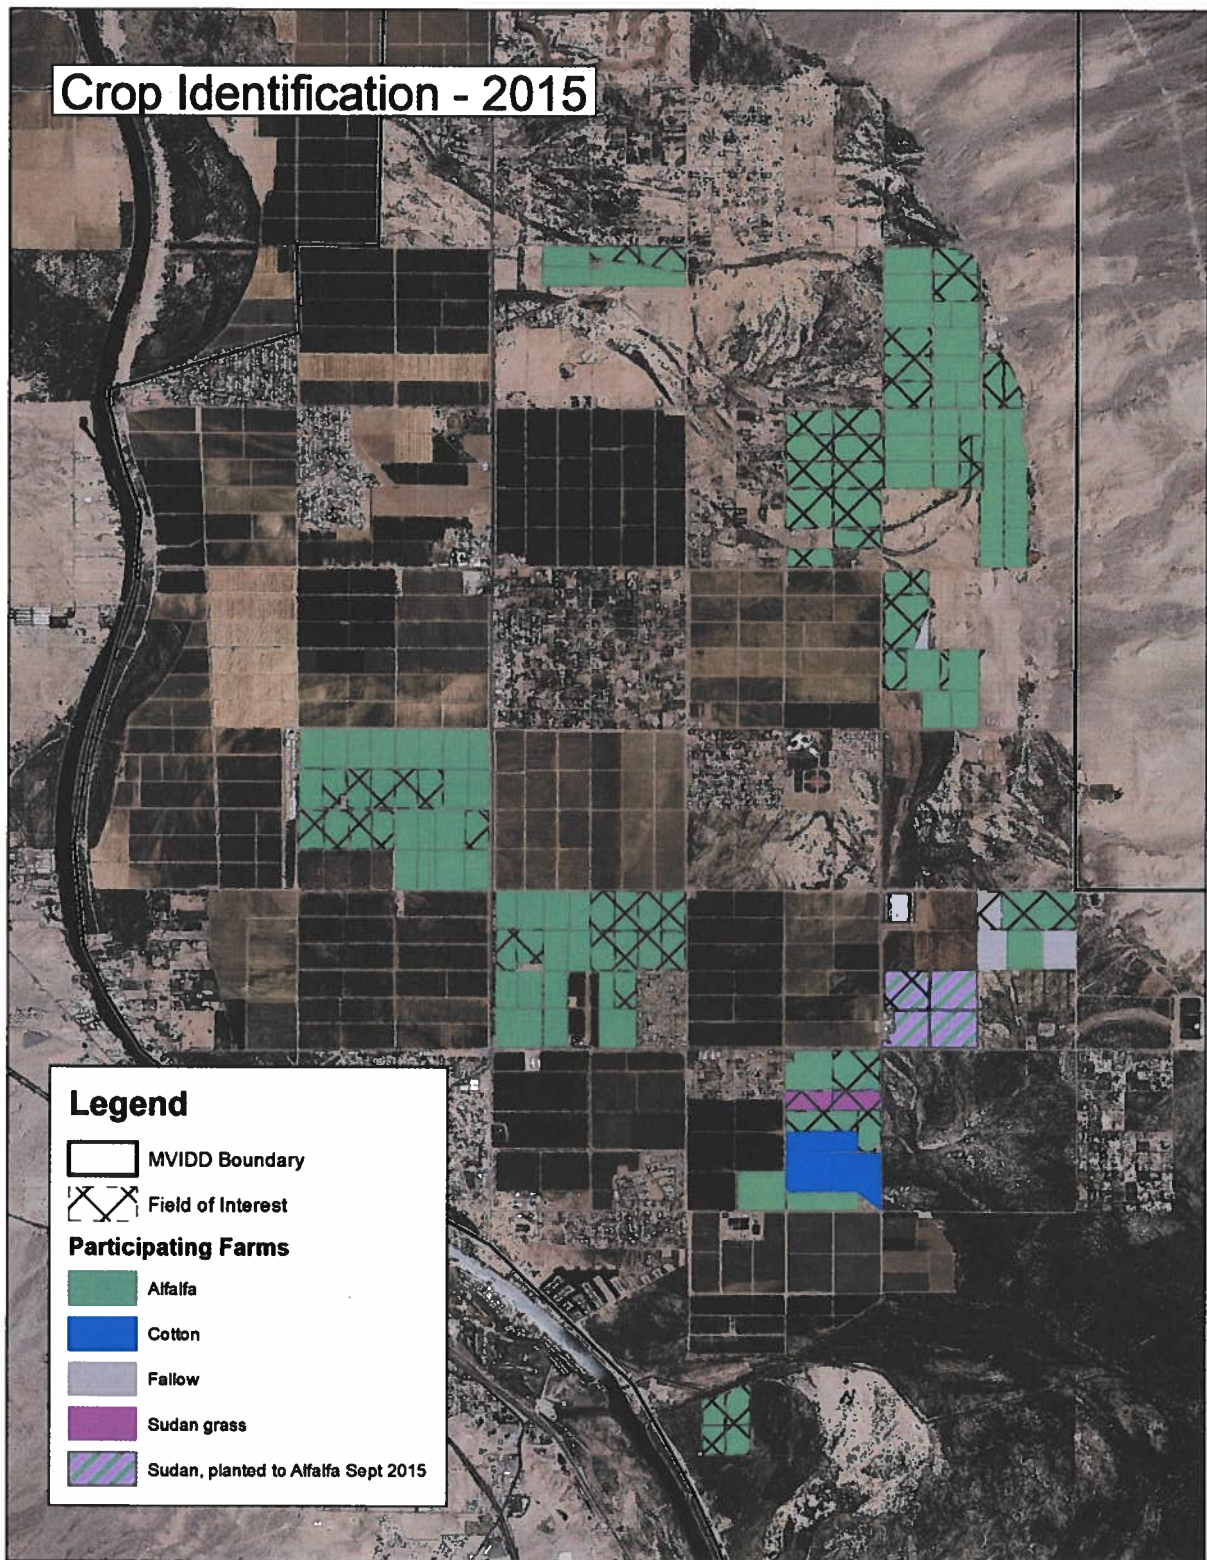 Crop Identification - 2015
Legend
MVIDD Boundary
Field of Interest
Participating Farms
Alfalfa
Cotton
Fallow
Sudan grass
Sudan, planted to Alfalfa Sept 2015